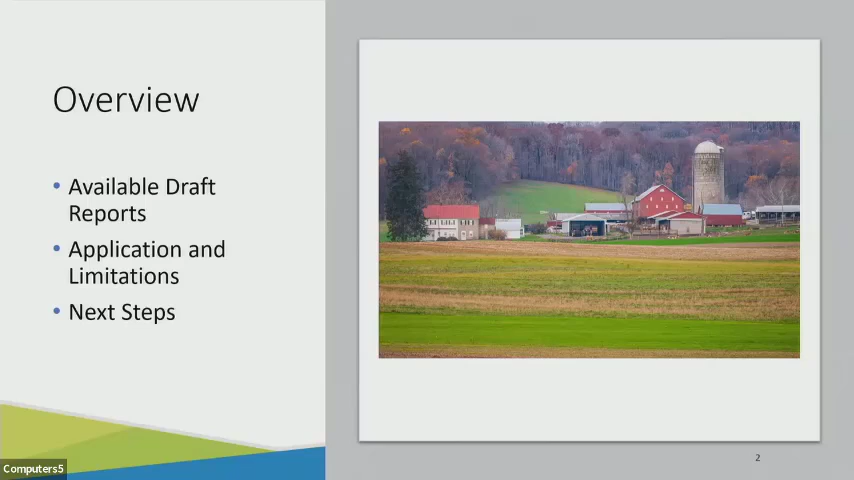 Overview
• Available Draft
Reports
• Application and
Limitations
• Next Steps
Computers5
2